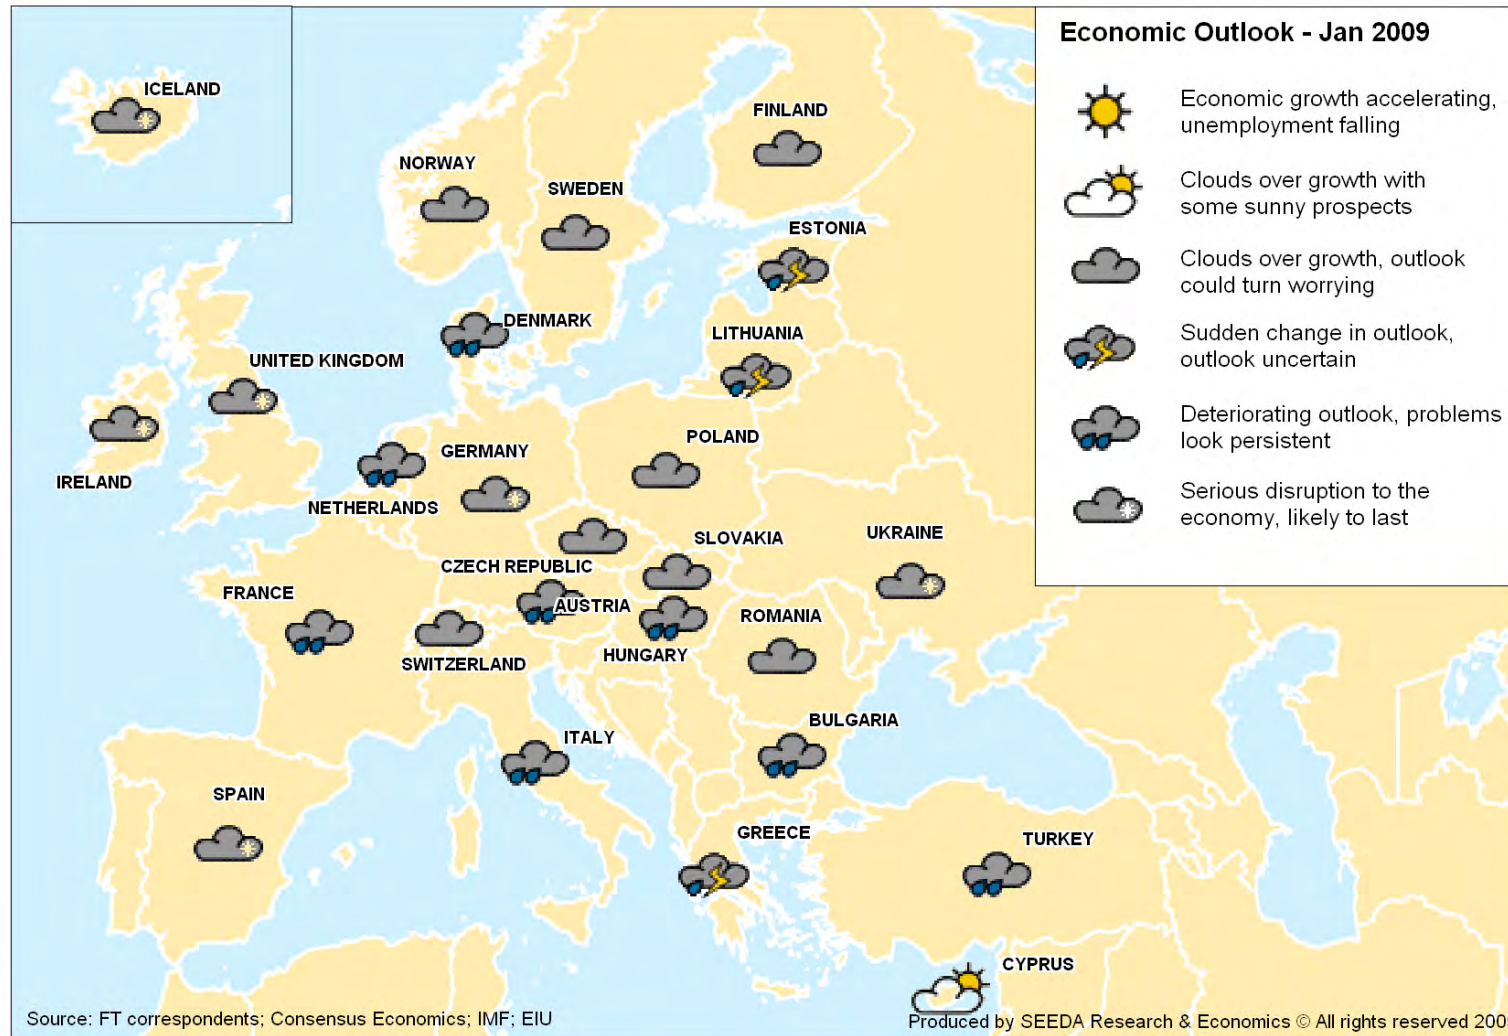 Economic Outlook - Jan 2009
Economic growth accelerating,
unemployment falling
Clouds over growth with
some sunny prospects
Clouds over growth, outlook
could turn worrying
Sudden change in outlook,
outlook uncertain
Deteriorating outlook, problems
look persistent
Serious disruption to the
economy, likely to last
ICELAND
FINLAND
NORWAY
SWEDEN
ESTONIA
DENMARK
LITHUANIA
UNITED KINGDOM
POLAND
GERMANY
IRELAND
NETHERLANDS
UKRAINE
SLOVAKIA
CZECH REPUBLIC
FRANCE
AUSTRIA
ROMANIA
HUNGARY
SWITZERLAND
BULGARIA
ITALY
SPAIN
GREECE
TURKEY
CYPRUS
Source: FT correspondents; Consensus Economics; IMF; EIU
Produced by SEEDA Research & Economics © All rights reserved 200